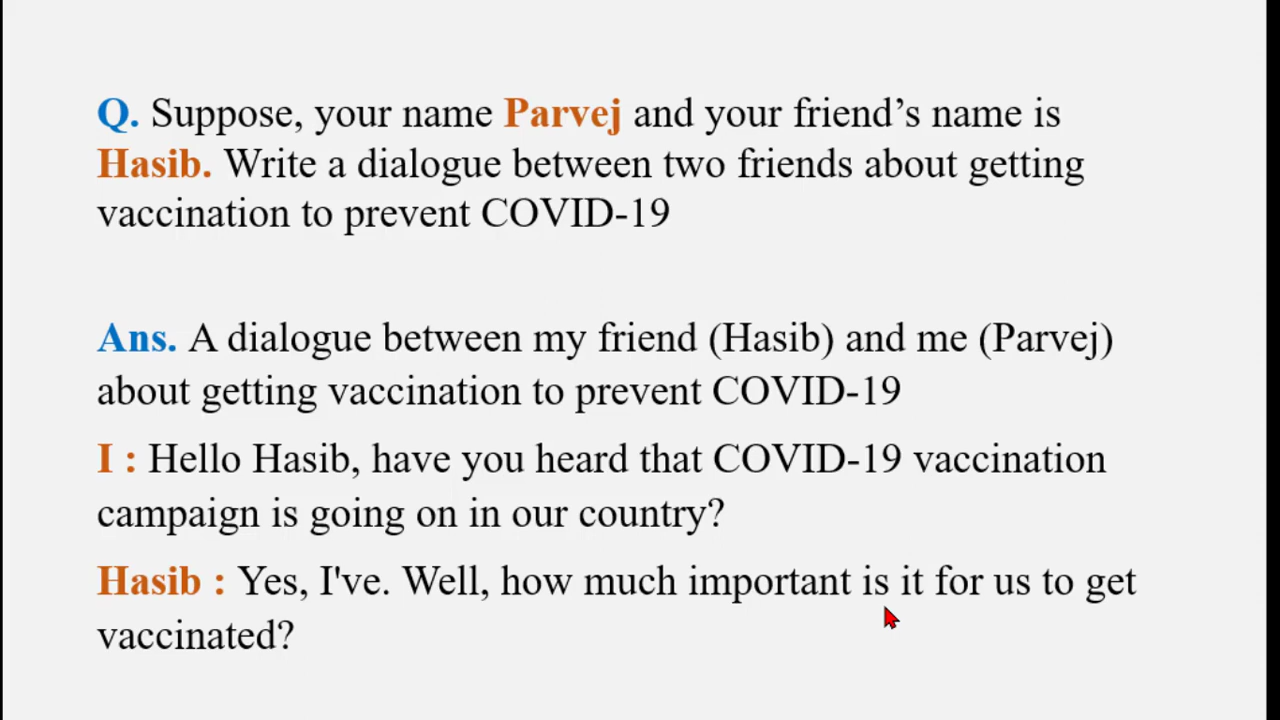 Q. Suppose, your name Parvej and your friend’s name is
Hasib. Write a dialogue between two friends about getting
vaccination to prevent COVID-19
Ans. A dialogue between my friend (Hasib) and me (Parvej)
about getting vaccination to prevent COVID-19
I : Hello Hasib, have you heard that COVID-19 vaccination
campaign is going on in our country?
Hasib : Yes, I've. Well, how much important is it for us to get
vaccinated?